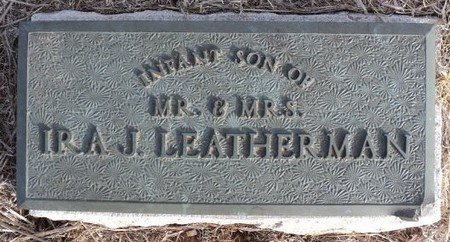 INFANT SON OF
MR. & MRS.
IRA J. LEATHERMAN